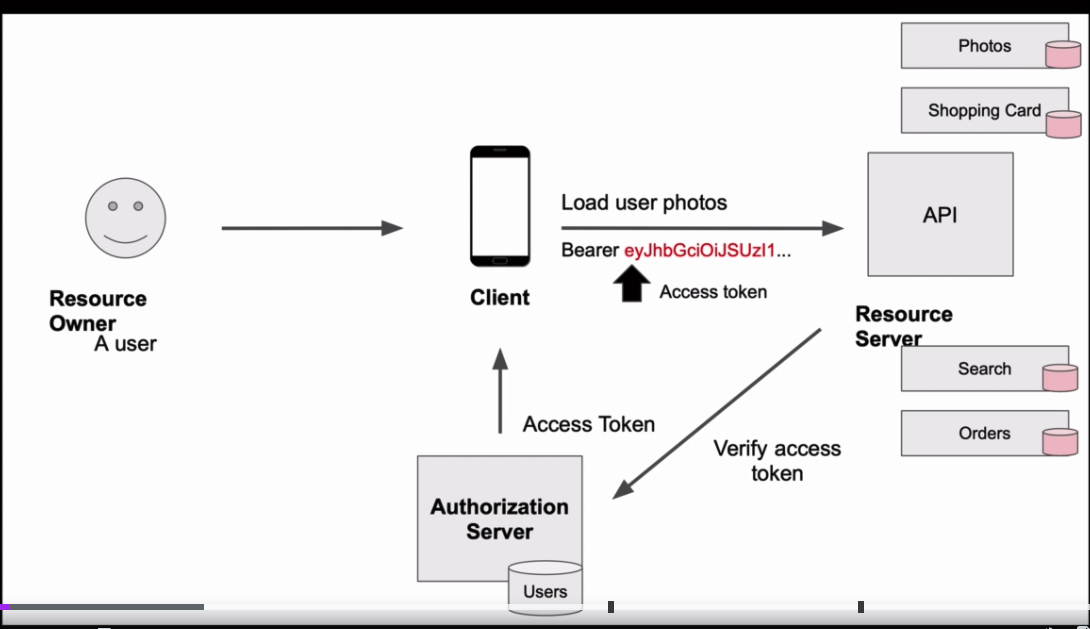 Photos
Shopping Card
API
Load user photos
Bearer eyJhbGciOiJSUzI1...
Access token
Resource
Owner
A user
Client
Resource
Server
Search
Orders
Access Token
Verify access
token
Authorization
Server
Users